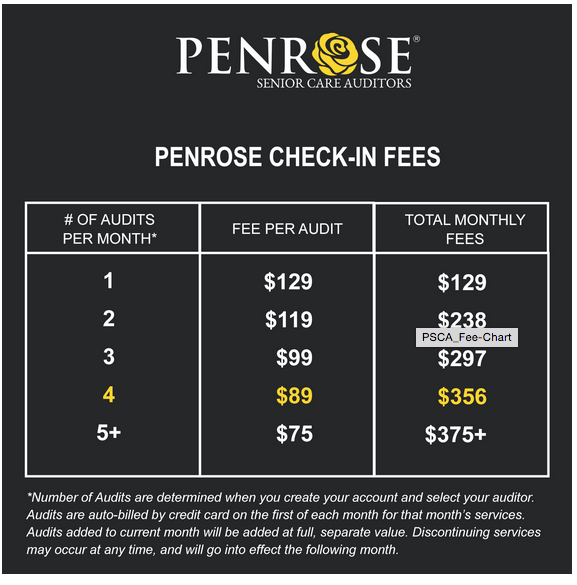 PENROSE®
SENIOR CARE AUDITORS
PENROSE CHECK-IN FEES
# OF AUDITS
PER MONTH*
FEE PER AUDIT
TOTAL MONTHLY
FEES
1 $129 $129
2 $119 $238
PSCA_Fee-Chart
3 $99 $297
4 $89 $356
5+ $75 $375+
*Number of Audits are determined when you create your account and select your auditor.
Audits are auto-billed by credit card on the first of each month for that month's services.
Audits added to current month will be added at full, separate value. Discontinuing services
may occur at any time, and will go into effect the following month.